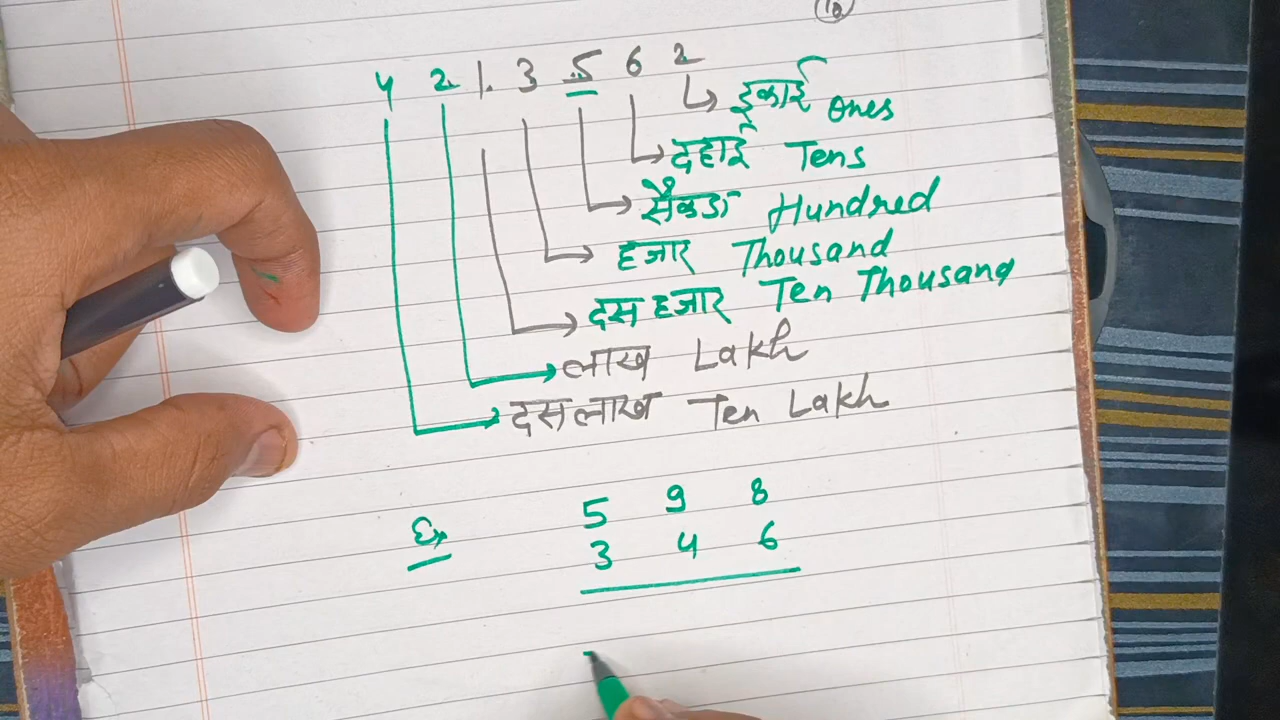 12
4 2 1 3 5 6 2
इकाई ones
दहाई Tens
सैकडा Hundred
हजार Thousand
दस हजार Ten Thousand
लाख Lakh
दस लाख Ten Lakh
Ex 5 9 8
3 4 6